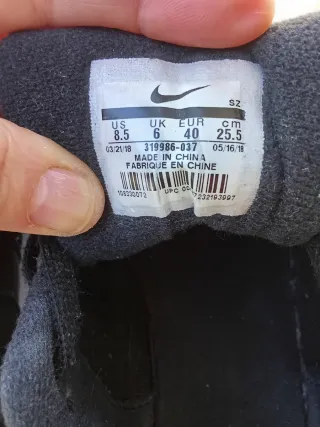 SZ
US UK EUR cm
8.5 6 40 25.5
03/21/18 319986-037 05/16/18
MADE IN CHINA
FABRIQUE EN CHINE
UPC